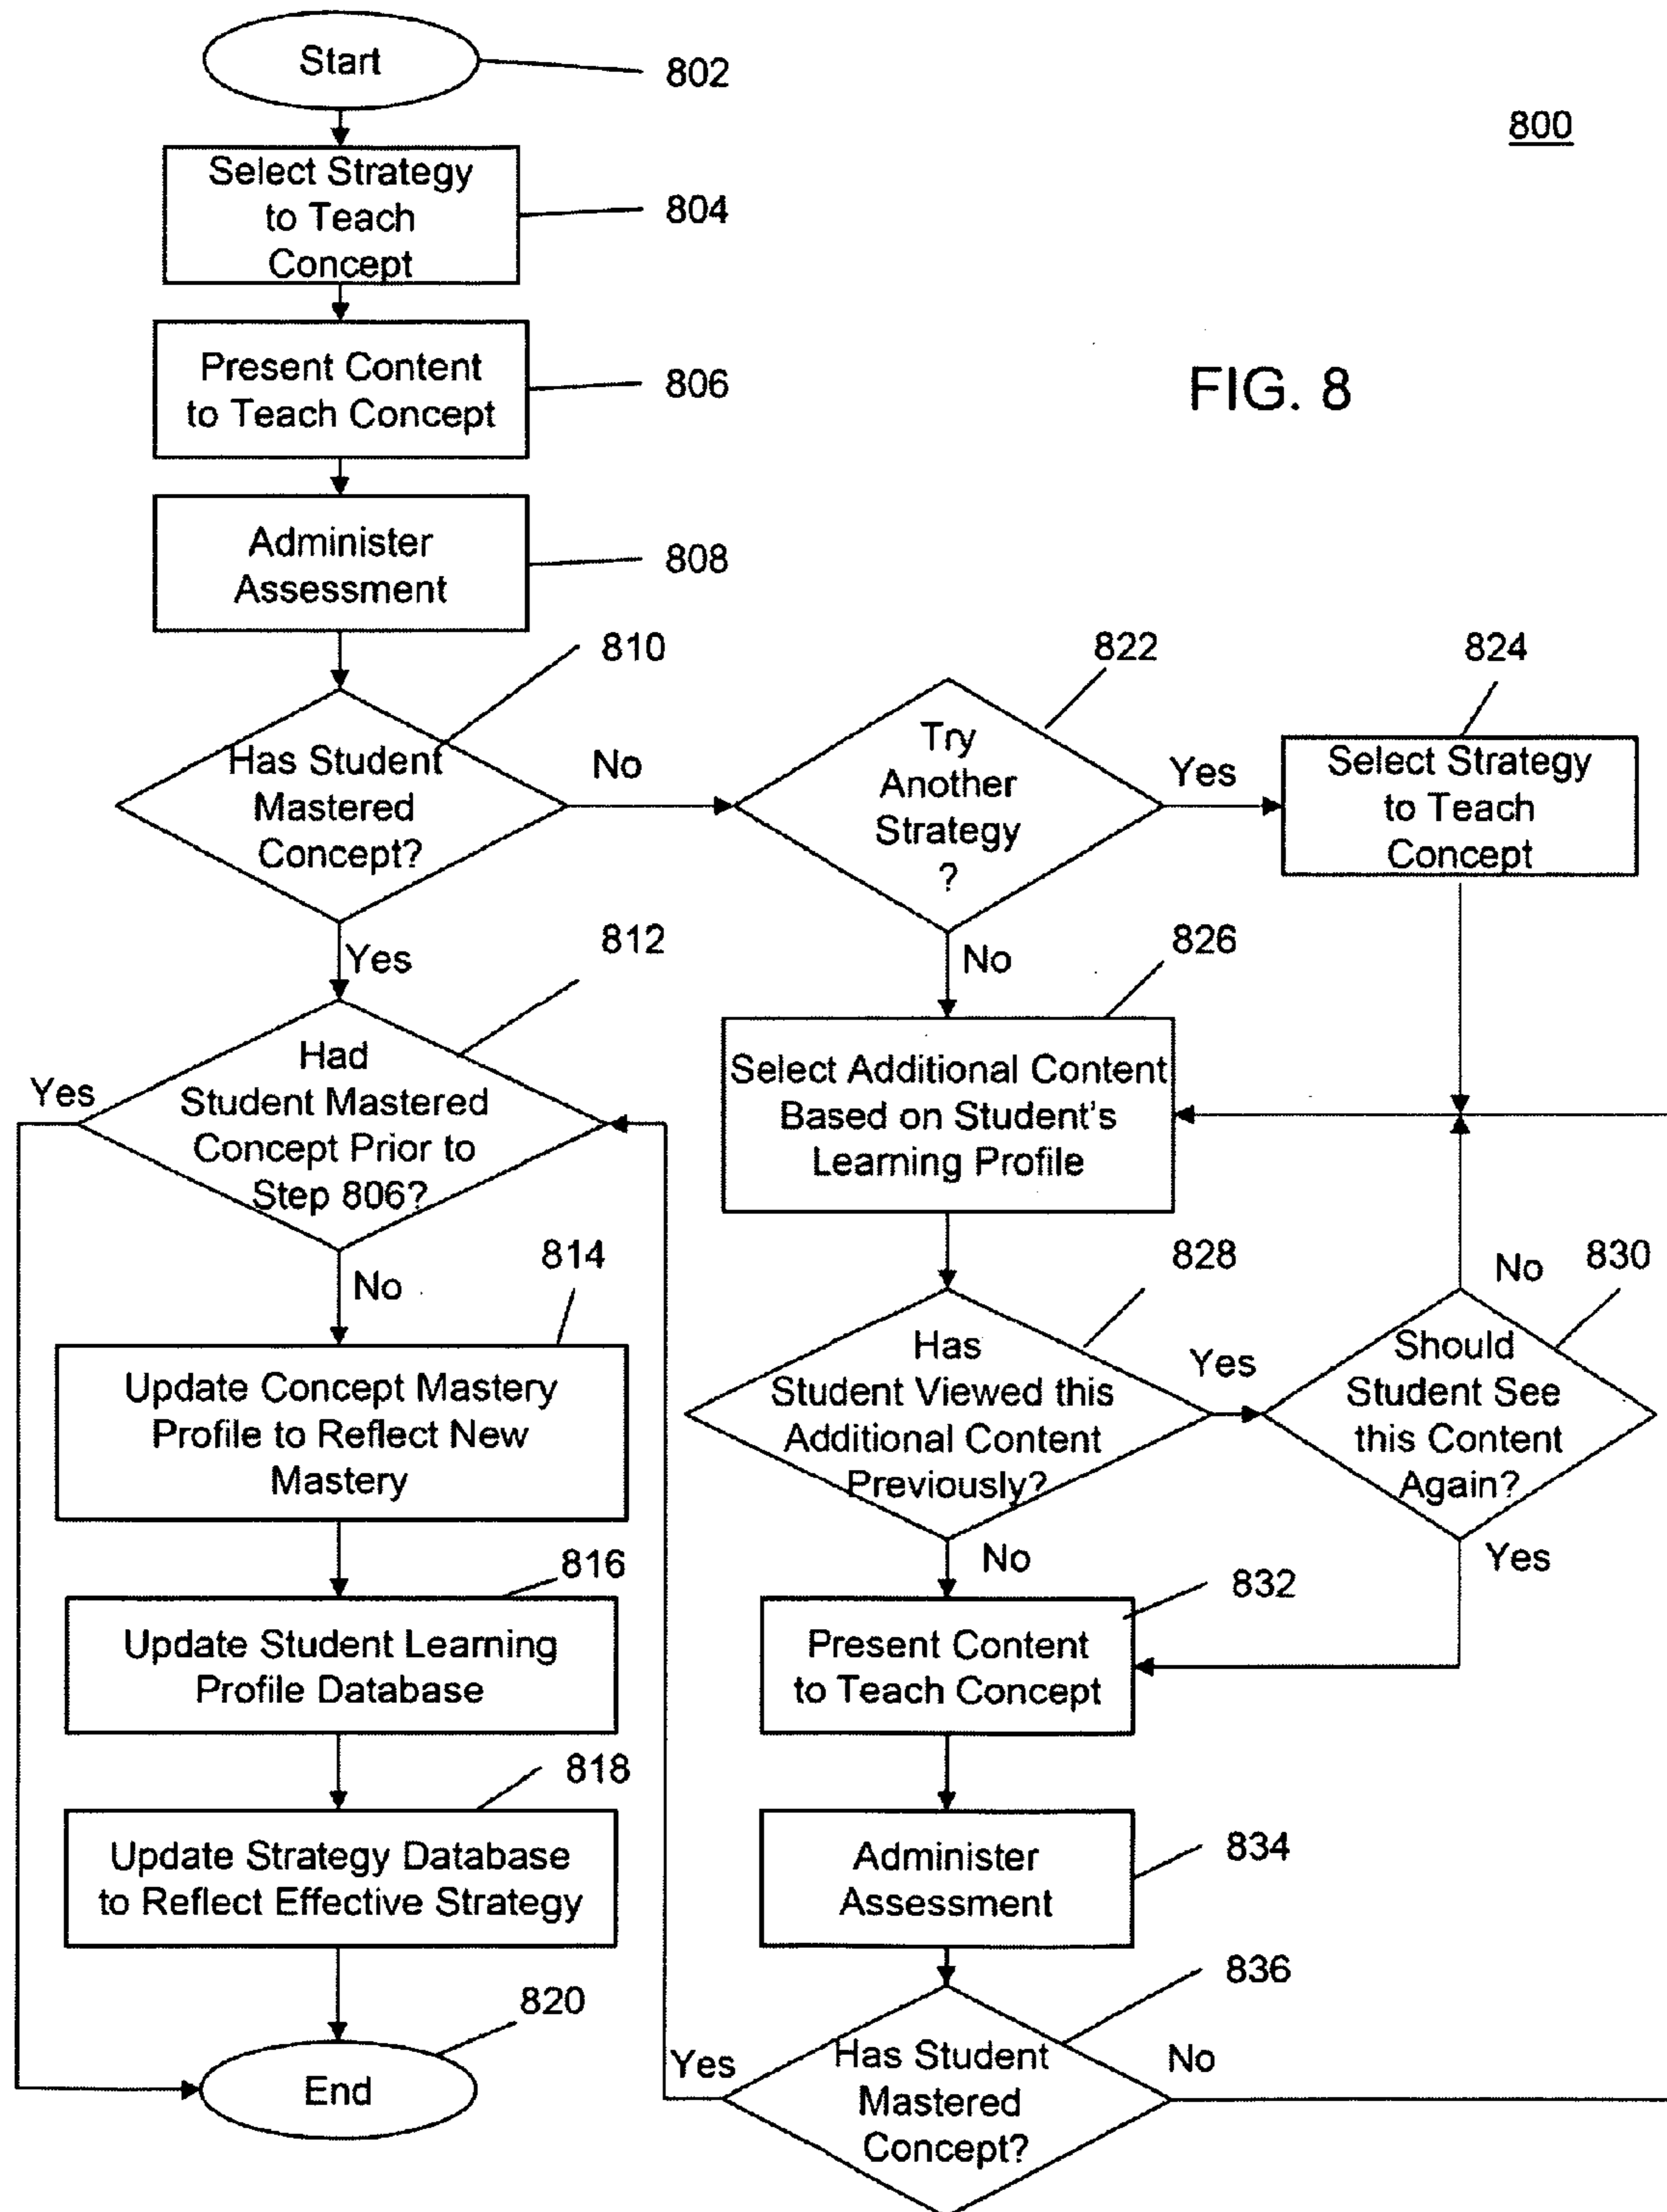 Start
802
800
Select Strategy
to Teach
Concept
804
Present Content
to Teach Concept
806
FIG. 8
Administer
Assessment
808
810
Has Student
Mastered
Concept?
No
Yes
822
Try
Another
Strategy
?
Yes
No
824
Select Strategy
to Teach
Concept
812
Had
Student Mastered
Concept Prior to
Step 806?
Yes
No
826
Select Additional Content
Based on Student's
Learning Profile
814
Update Concept Mastery
Profile to Reflect New
Mastery
828
Has
Student Viewed this
Additional Content
Previously?
Yes
No
830
No
Should
Student See
this Content
Again?
Yes
816
Update Student Learning
Profile Database
832
Present Content
to Teach Concept
818
Update Strategy Database
to Reflect Effective Strategy
834
Administer
Assessment
820
End
836
Has Student
Mastered
Concept?
Yes
No